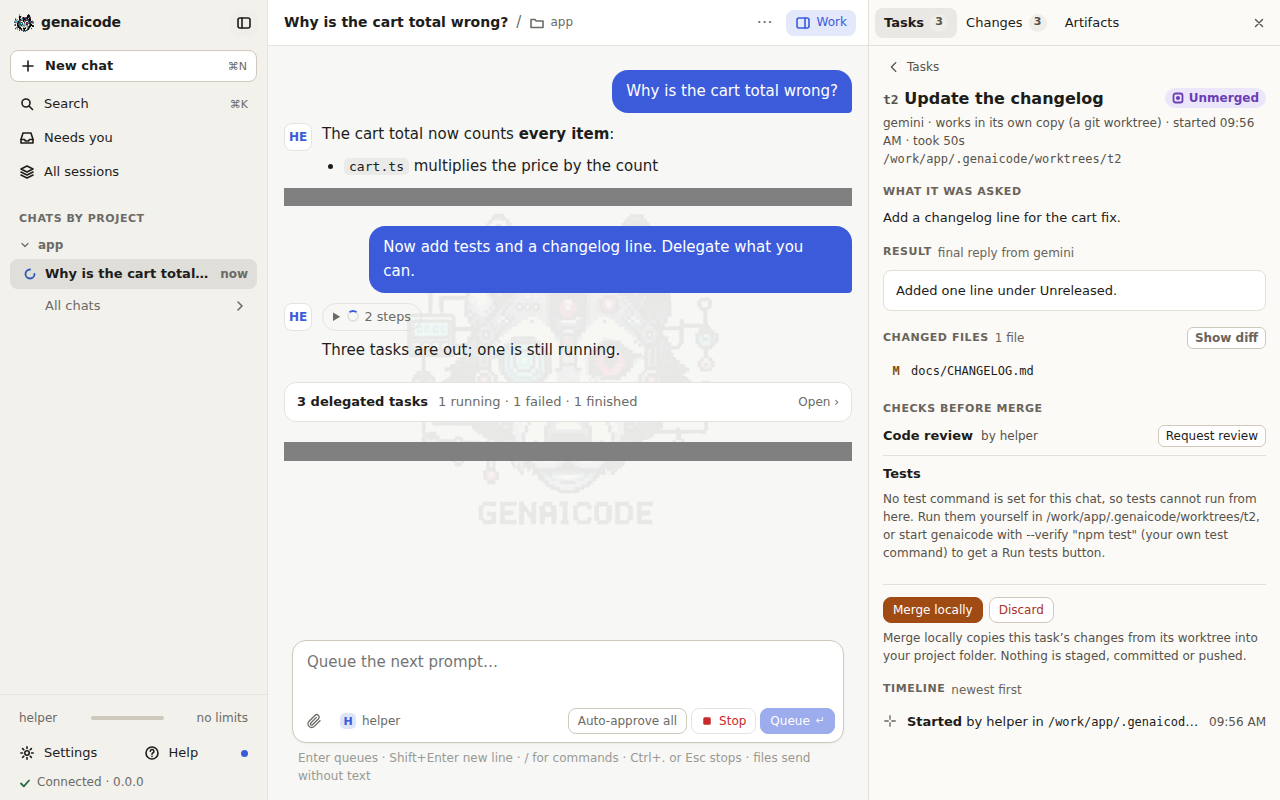 genaicode
New chat
⌘N
Search
⌘K
Needs you
All sessions
CHATS BY PROJECT
app
Why is the cart total… now
All chats
helper
no limits
Settings
Help
Connected · 0.0.0
Why is the cart total wrong? / app
··· Work
Why is the cart total wrong?
HE
The cart total now counts every item:
• cart.ts multiplies the price by the count
Now add tests and a changelog line. Delegate what you
can.
HE
2 steps
Three tasks are out; one is still running.
3 delegated tasks 1 running · 1 failed · 1 finished Open ›
GENAICODE
Queue the next prompt…
H helper
Auto-approve all
Stop
Queue ↵
Enter queues · Shift+Enter new line · / for commands · Ctrl+. or Esc stops · files send
without text
Tasks 3
Changes 3
Artifacts
Tasks
t2 Update the changelog
Unmerged
gemini · works in its own copy (a git worktree) · started 09:56
AM · took 50s
/work/app/.genaicode/worktrees/t2
WHAT IT WAS ASKED
Add a changelog line for the cart fix.
RESULT final reply from gemini
Added one line under Unreleased.
CHANGED FILES 1 file
Show diff
M docs/CHANGELOG.md
CHECKS BEFORE MERGE
Code review by helper
Request review
Tests
No test command is set for this chat, so tests cannot run from
here. Run them yourself in /work/app/.genaicode/worktrees/t2,
or start genaicode with --verify "npm test" (your own test
command) to get a Run tests button.
Merge locally
Discard
Merge locally copies this task’s changes from its worktree into
your project folder. Nothing is staged, committed or pushed.
TIMELINE newest first
Started by helper in /work/app/.genaicod… 09:56 AM